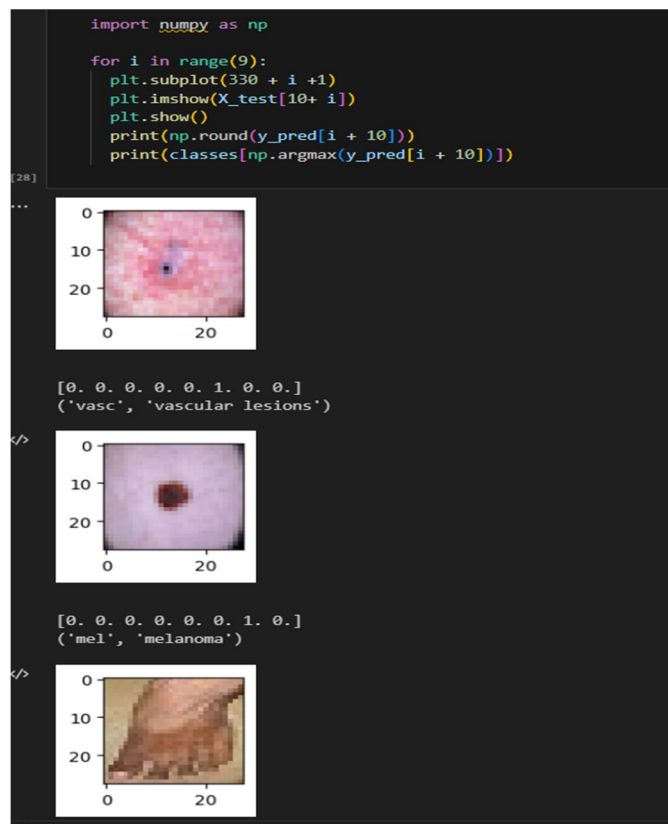 import numpy as np
for i in range(9):
plt.subplot(330 + i +1)
plt.imshow(X_test[10+ i])
plt.show()
print(np.round(y_pred[i + 10]))
print(classes[np.argmax(y_pred[i + 10])])
[28]
...
0
10
20
0 20
[0. 0. 0. 0. 0. 1. 0. 0.]
('vasc', 'vascular lesions')
</>
0
10
20
0 20
[0. 0. 0. 0. 0. 0. 1. 0.]
('mel', 'melanoma')
</>
0
10
20
0 20